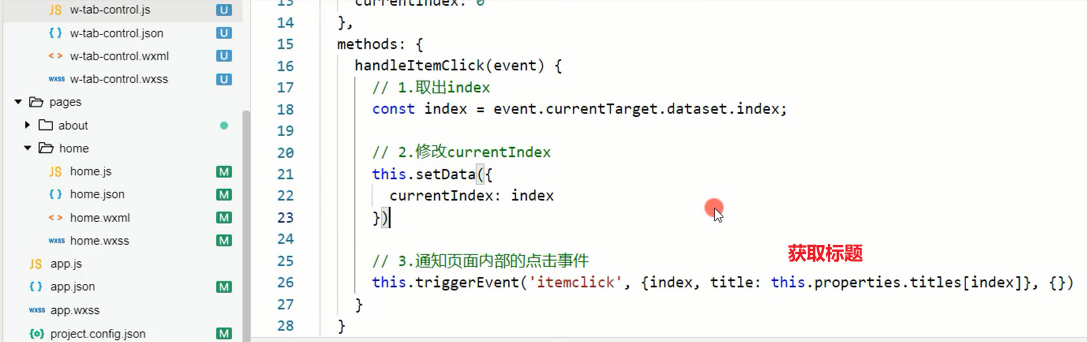 JS w-tab-control.js U
{ } w-tab-control.json U
< > w-tab-control.wxml U
wxss w-tab-control.wxss U
pages
about
home
JS home.js M
{ } home.json M
< > home.wxml M
wxss home.wxss M
JS app.js
{ } app.json M
wxss app.wxss
{o} project.config.json M
13 currentIndex: 0
14 },
15 methods: {
16 handleItemClick(event) {
17 // 1.取出index
18 const index = event.currentTarget.dataset.index;
19
20 // 2.修改currentIndex
21 this.setData({
22 currentIndex: index
23 })
24
获取标题
25 // 3.通知页面内部的点击事件
26 this.triggerEvent('itemclick', {index, title: this.properties.titles[index]}, {})
27 }
28 }